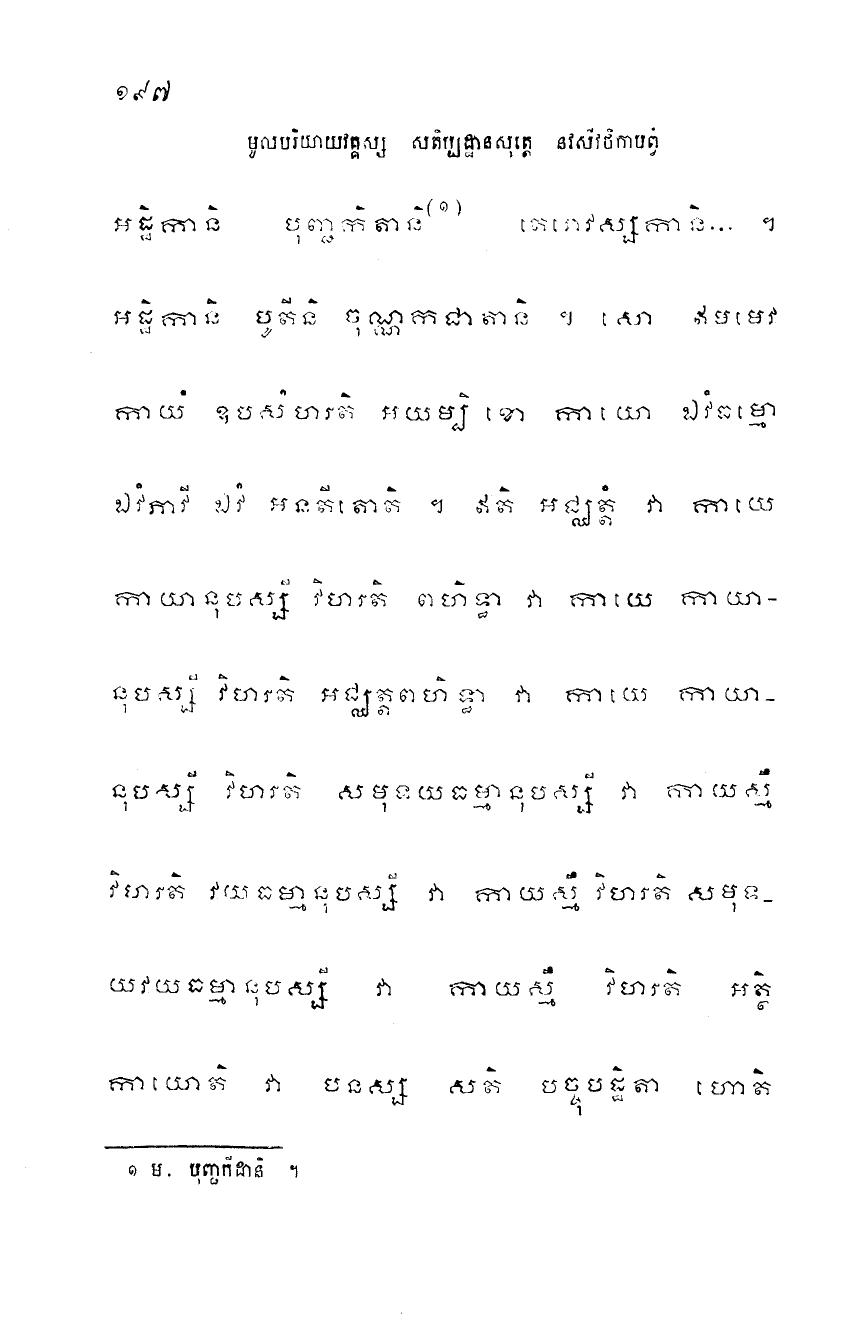 ១៩៧
មូលបរិយាយវគ្គស្ស សតិប្បដ្ឋានសុត្តេ នវសីវថិកាបព្វំ
អដ្ឋិកានិ បុញ្ជកិតានិ(១) តេរោវស្សិកានិ... ។
អដ្ឋិកានិ បូតីនិ ចុណ្ណកជាតានិ ។ សោ ឥមមេវ
កាយំ ឧបសំហរតិ អយម្បិ ខោ កាយោ ឯវំធម្មោ
ឯវំភាវី ឯវំ អនតីតោតិ ។ ឥតិ អជ្ឈត្តំ វា កាយេ
កាយានុបស្សី វិហរតិ ពហិទ្ធា វា កាយេ កាយា-
នុបស្សី វិហរតិ អជ្ឈត្តពហិទ្ធា វា កាយេ កាយា-
នុបស្សី វិហរតិ សមុទយធម្មានុបស្សី វា កាយស្មឹ
វិហរតិ វយធម្មានុបស្សី វា កាយស្មឹ វិហរតិ សមុទ-
យវយធម្មានុបស្សី វា កាយស្មឹ វិហរតិ អត្ថិ
កាយោតិ វា បនស្ស សតិ បច្ចុបដ្ឋិតា ហោតិ
១ ម. បុញ្ជកីជានិ ។